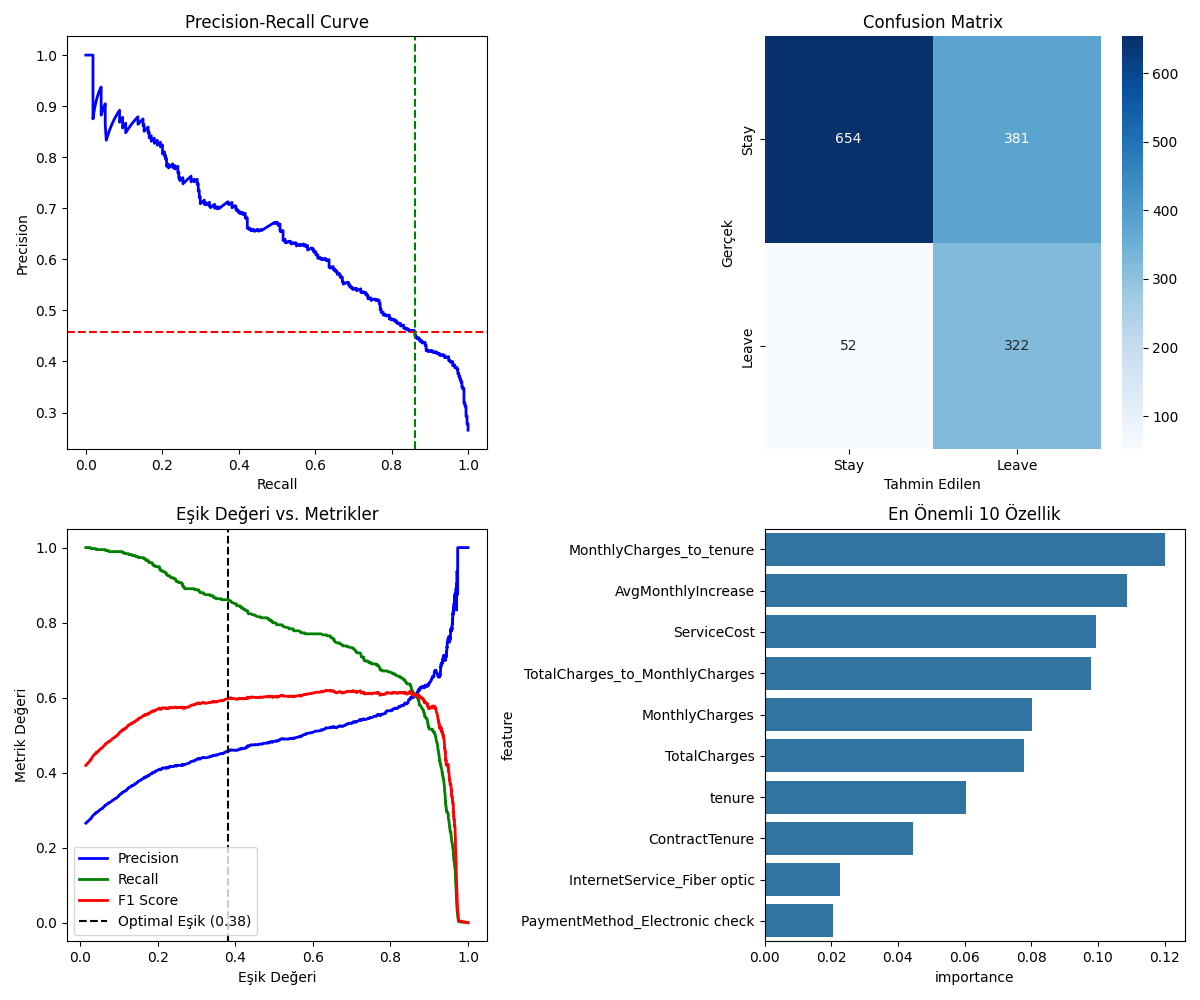 Precision-Recall Curve
1.0
0.9
0.8
0.7
0.6
0.5
0.4
0.3
Precision
0.0 0.2 0.4 0.6 0.8 1.0
Recall
Confusion Matrix
Stay
Leave
Gerçek
654 381
52 322
Stay Leave
Tahmin Edilen
600
500
400
300
200
100
Eşik Değeri vs. Metrikler
1.0
0.8
0.6
0.4
0.2
0.0
Metrik Değeri
Precision
Recall
F1 Score
Optimal Eşik (0.38)
0.0 0.2 0.4 0.6 0.8 1.0
Eşik Değeri
En Önemli 10 Özellik
feature
MonthlyCharges_to_tenure
AvgMonthlyIncrease
ServiceCost
TotalCharges_to_MonthlyCharges
MonthlyCharges
TotalCharges
tenure
ContractTenure
InternetService_Fiber optic
PaymentMethod_Electronic check
0.00 0.02 0.04 0.06 0.08 0.10 0.12
importance